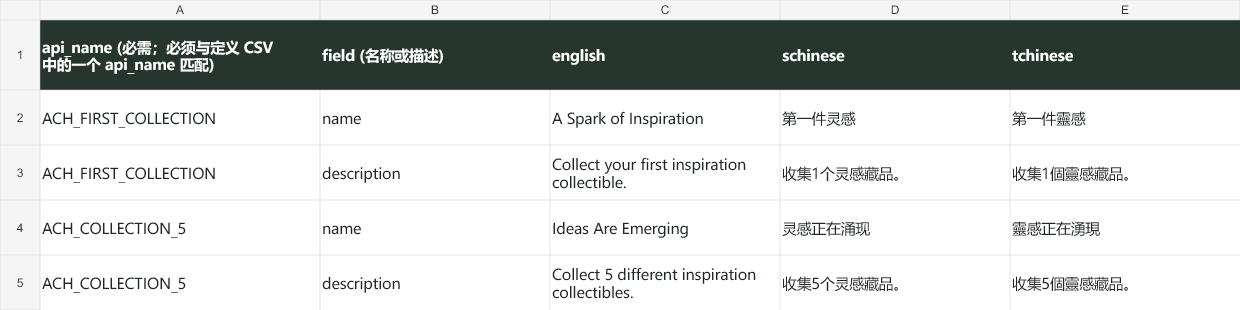 A B C D E
1 api_name (必需；必须与定义 CSV 中的一个 api_name 匹配) field (名称或描述) english schinese tchinese
2 ACH_FIRST_COLLECTION name A Spark of Inspiration 第一件灵感 第一件靈感
3 ACH_FIRST_COLLECTION description Collect your first inspiration collectible. 收集1个灵感藏品。 收集1個靈感藏品。
4 ACH_COLLECTION_5 name Ideas Are Emerging 灵感正在涌现 靈感正在湧現
5 ACH_COLLECTION_5 description Collect 5 different inspiration collectibles. 收集5个灵感藏品。 收集5個靈感藏品。